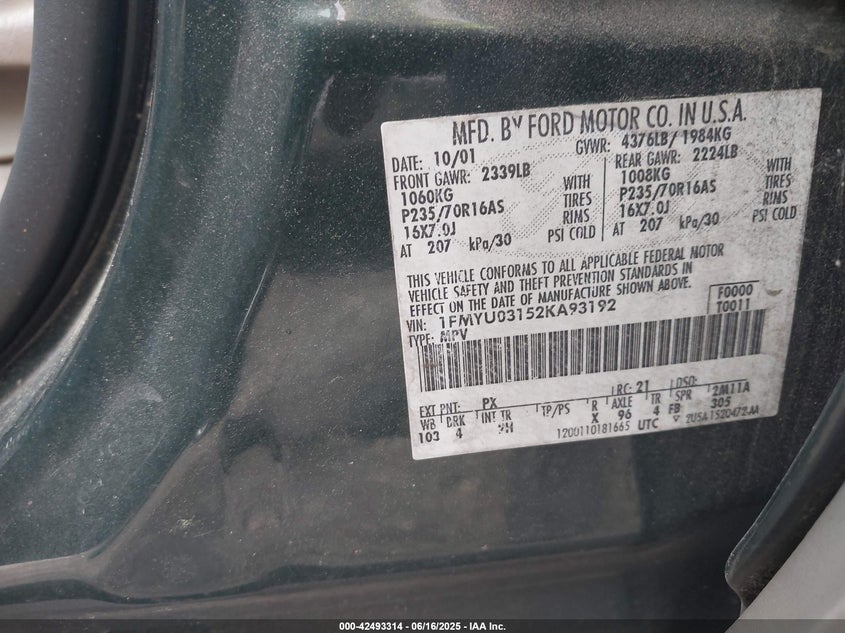 MFD. BY FORD MOTOR CO. IN U.S.A.
DATE: 10/01 GVWR: 4376LB/ 1984KG
FRONT GAWR: 2339LB REAR GAWR: 2224LB
1060KG WITH 1008KG WITH
P235/70R16AS TIRES P235/70R16AS TIRES
16X7.0J RIMS 16X7.0J RIMS
AT 207 kPa/30 PSI COLD AT 207 kPa/30 PSI COLD
THIS VEHICLE CONFORMS TO ALL APPLICABLE FEDERAL MOTOR
VEHICLE SAFETY AND THEFT PREVENTION STANDARDS IN
EFFECT ON THE DATE OF MANUFACTURE SHOWN ABOVE.
VIN: 1FMYU03152KA93192 F0000
TYPE: MPV T0011
EXT PNT: PX RC: 21 DSO:
WB BRK INT TR TP/PS R AXLE TR SPR 2M11A
103 4 X 96 4 FB 305
1200110181665 UTC 2U5A 1520472-AA
000-42493314 / 06/16/2025 - IAA Inc.